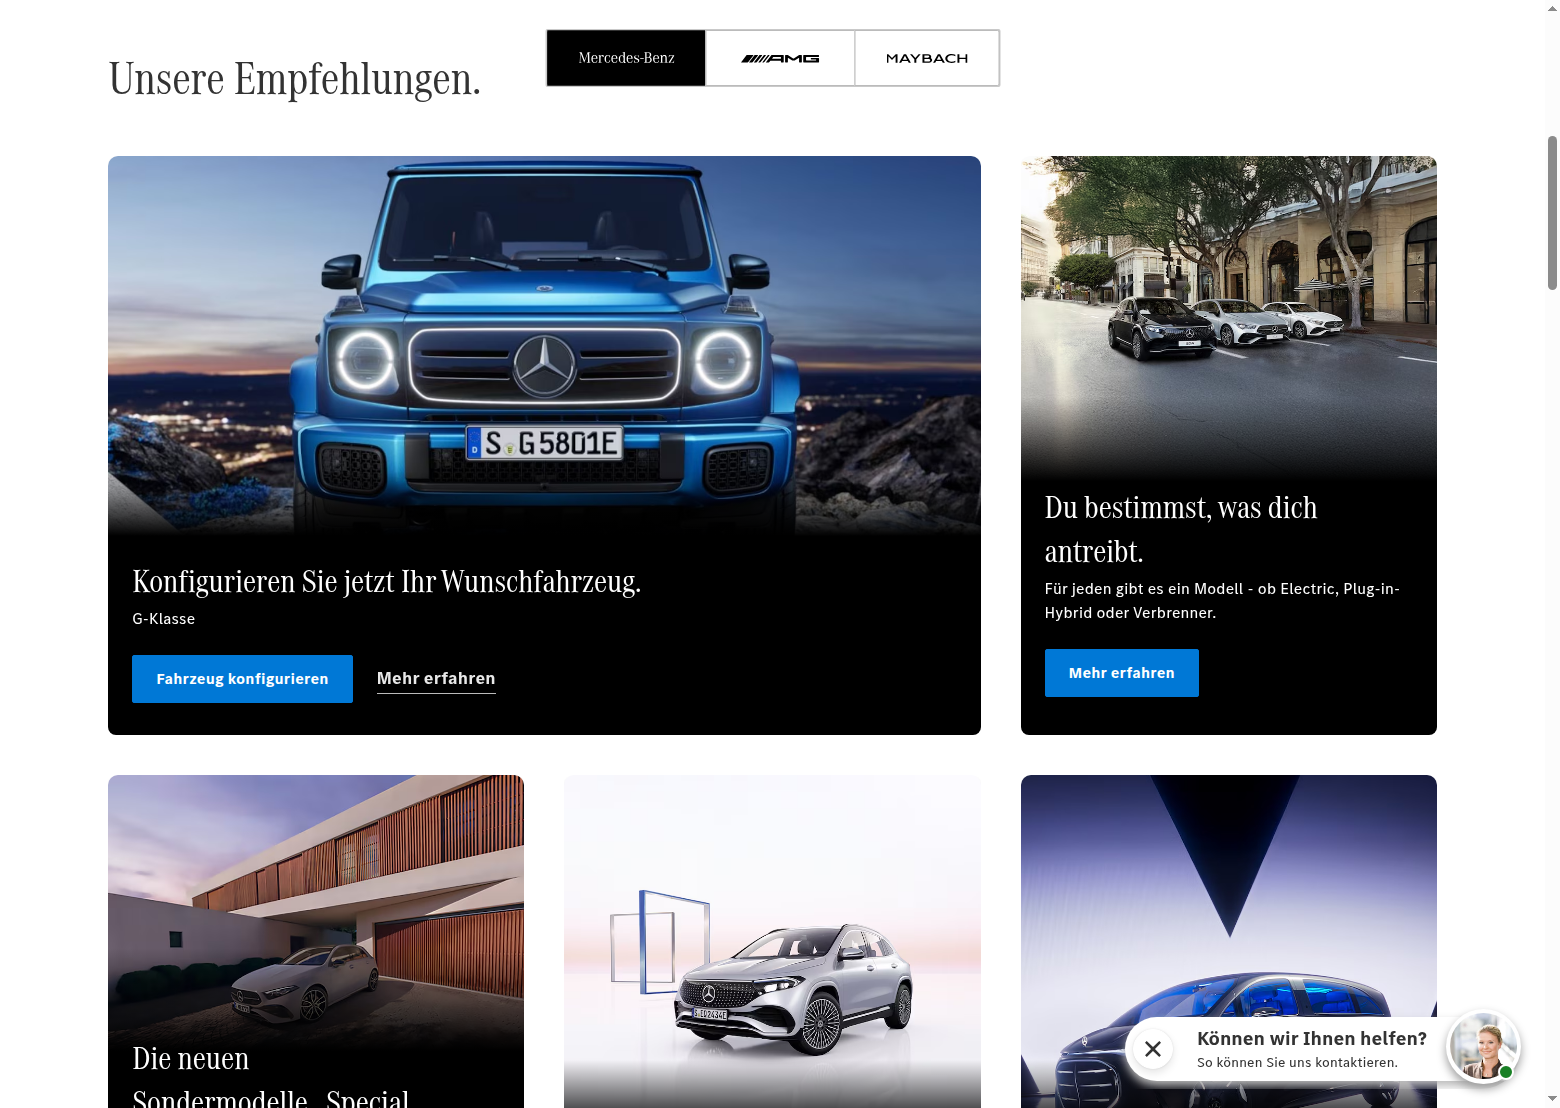 Unsere Empfehlungen.
Mercedes-Benz
AMG
MAYBACH
S G 5801E
Konfigurieren Sie jetzt Ihr Wunschfahrzeug.
G-Klasse
Fahrzeug konfigurieren
Mehr erfahren
Du bestimmst, was dich
antreibt.
Für jeden gibt es ein Modell - ob Electric, Plug-in-
Hybrid oder Verbrenner.
Mehr erfahren
Die neuen
Sondermodelle „Special
Können wir Ihnen helfen?
So können Sie uns kontaktieren.